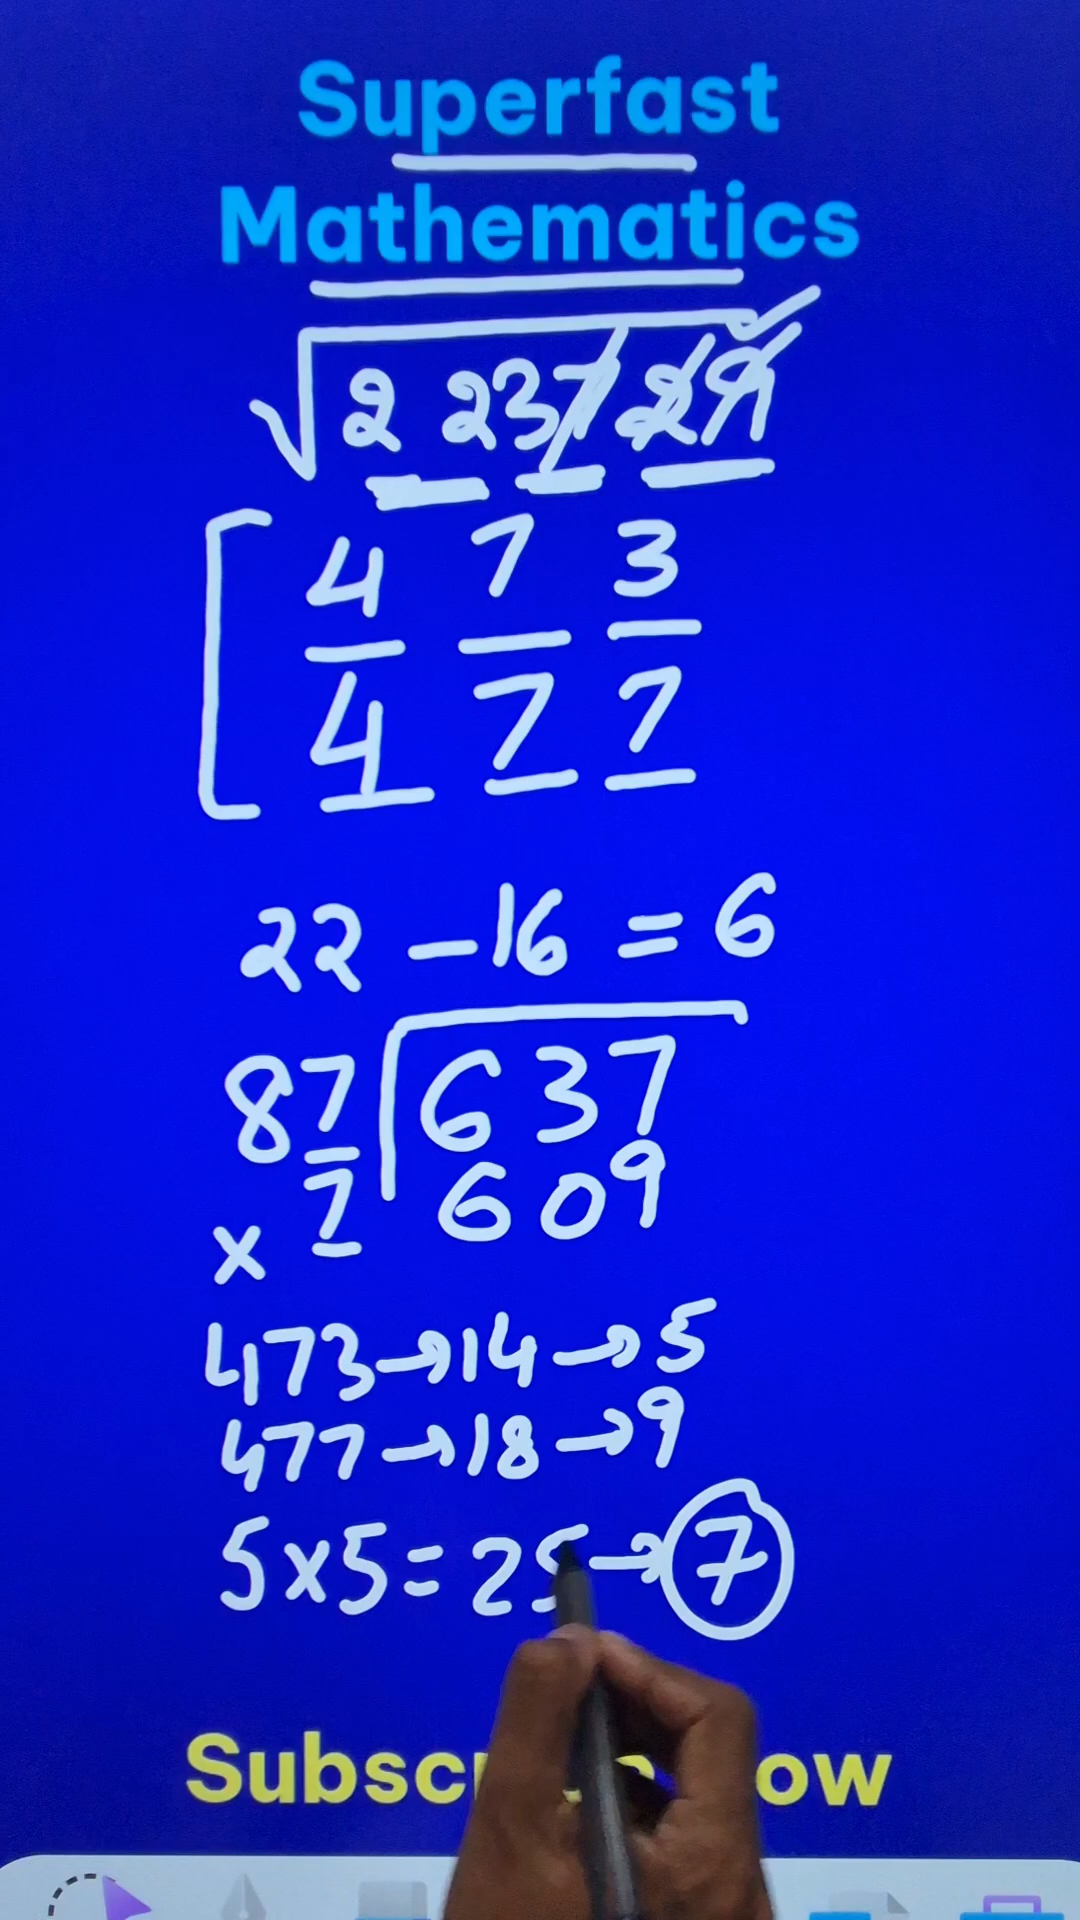 Superfast
Mathematics
√2 237 29
4 7 3
4 7 7
22 - 16 = 6
87 637
× 7 609
473→14→5
477→18→9
5×5=25→7